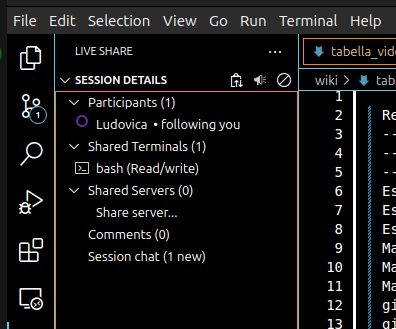 File Edit Selection View Go Run Terminal Help
LIVE SHARE ...
tabella_vid
SESSION DETAILS
wiki > tab
1
Participants (1)
1
2 Re
Ludovica • following you
3 --
Shared Terminals (1)
4 --
bash (Read/write)
5 --
Shared Servers (0)
6 Es
Share server...
7 Es
8 Es
Comments (0)
9 Ma
Session chat (1 new)
10 Ma
11 Ma
12 gi
13 gi